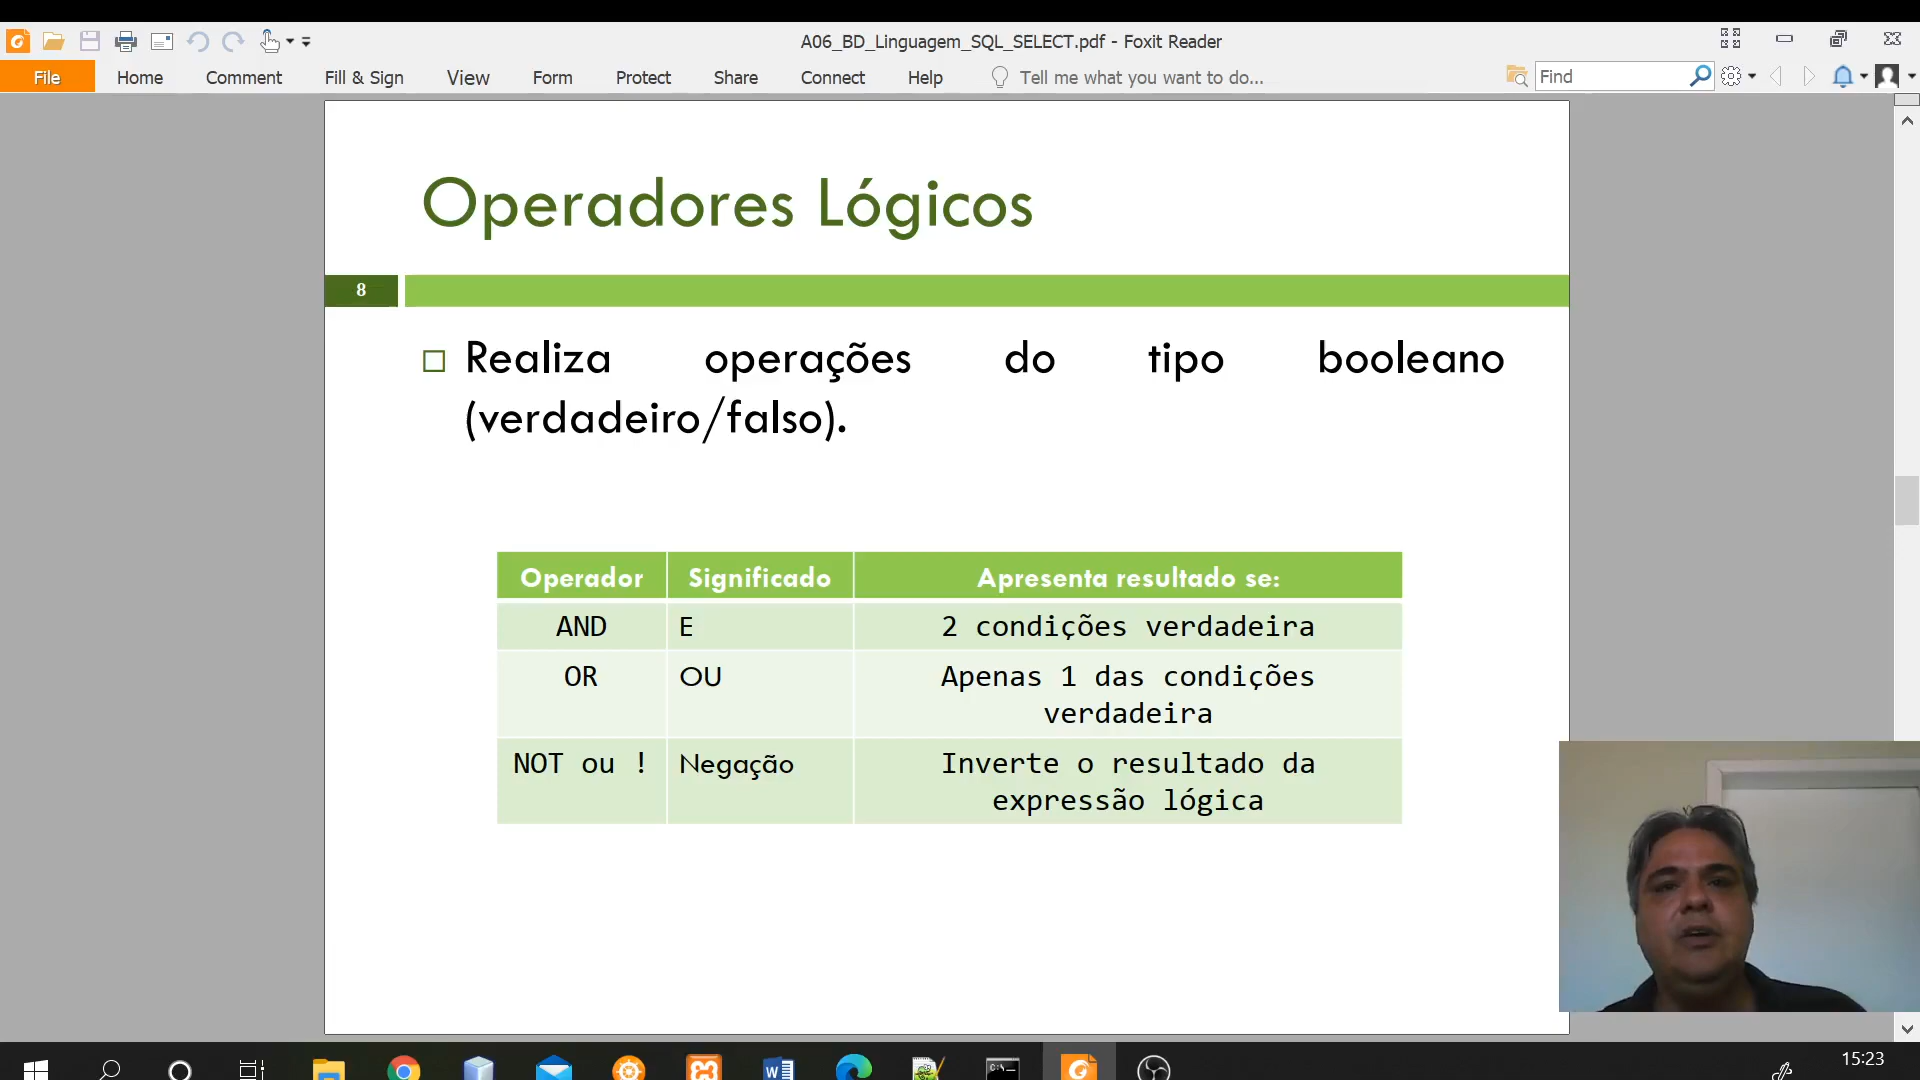 A06_BD_Linguagem_SQL_SELECT.pdf - Foxit Reader
File Home Comment Fill & Sign View Form Protect Share Connect Help Tell me what you want to do... Find
Operadores Lógicos
8
Realiza operações do tipo booleano
(verdadeiro/falso).
Operador Significado Apresenta resultado se:
AND E 2 condições verdadeira
OR OU Apenas 1 das condições
verdadeira
NOT ou ! Negação Inverte o resultado da
expressão lógica
15:23